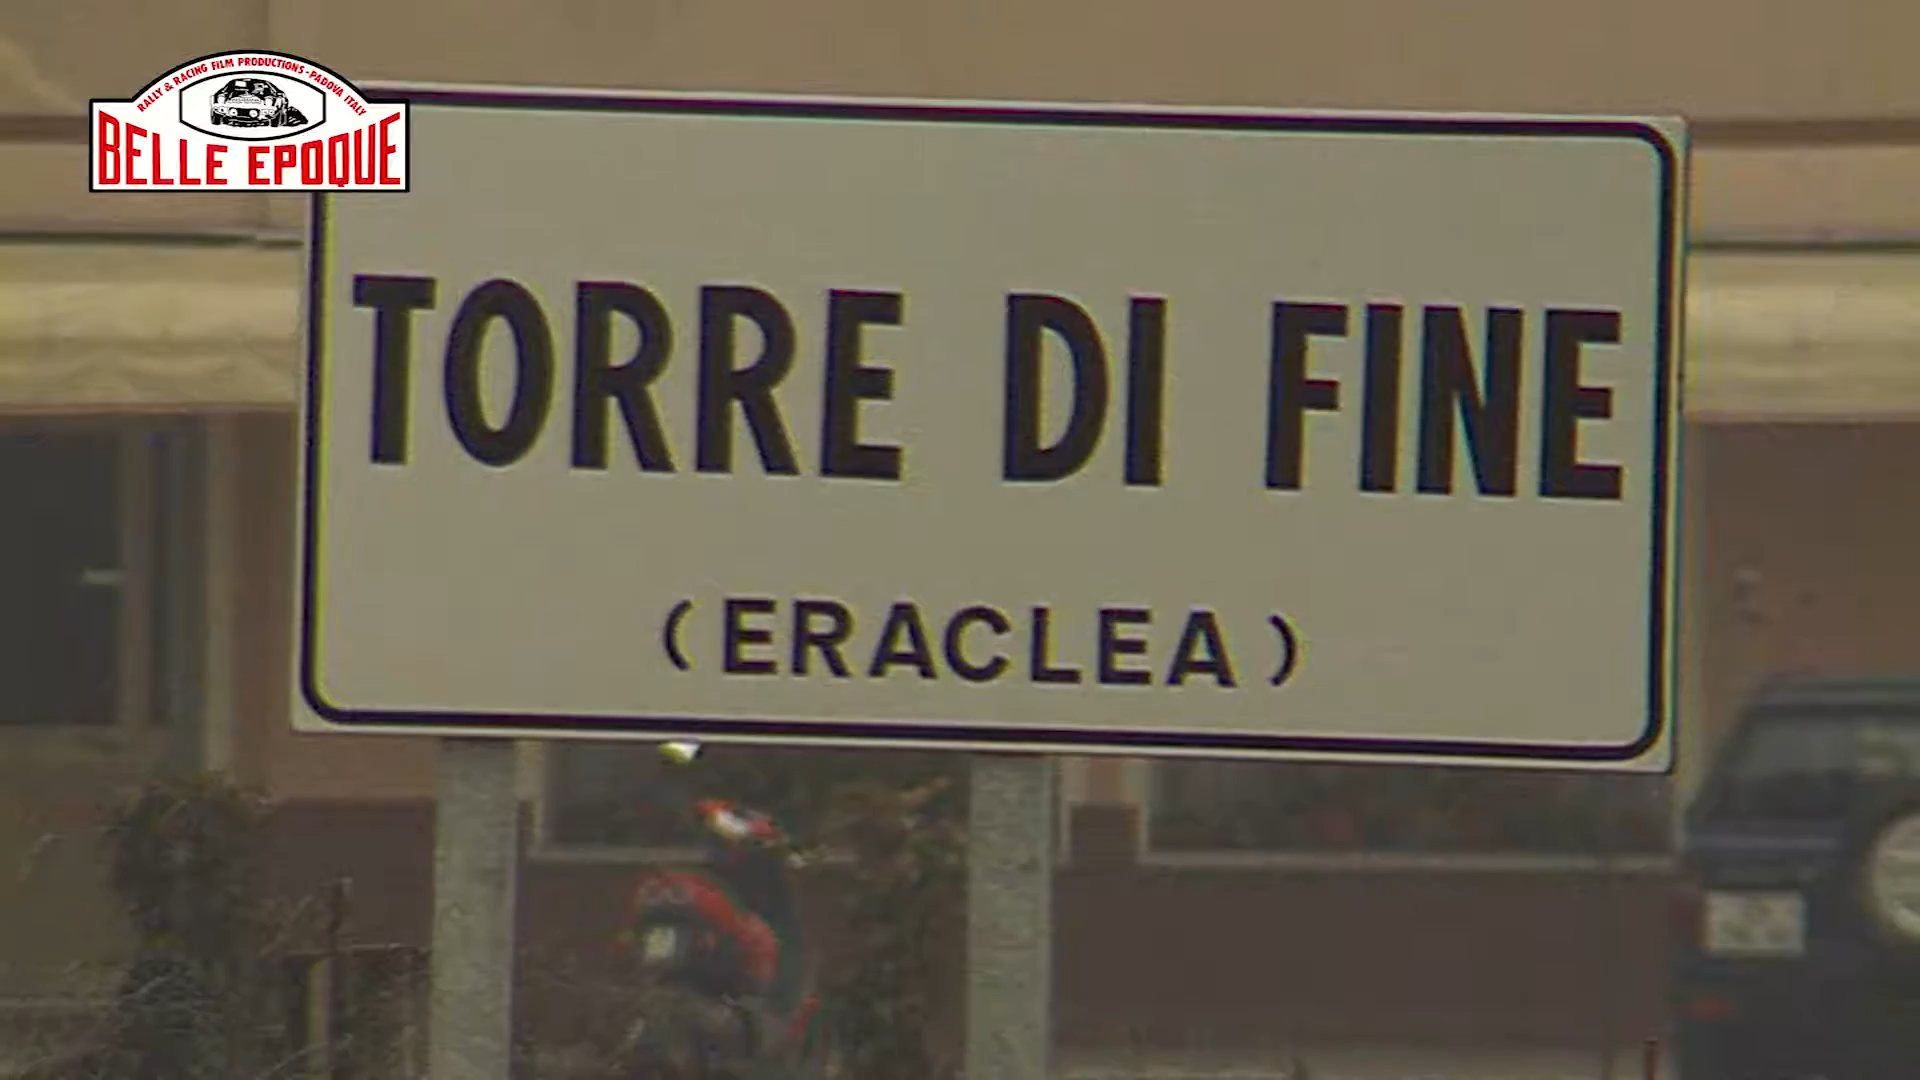 RALLY & RACING FILM PRODUCTIONS - PADOVA ITALY
BELLE EPOQUE
TORRE DI FINE
(ERACLEA)